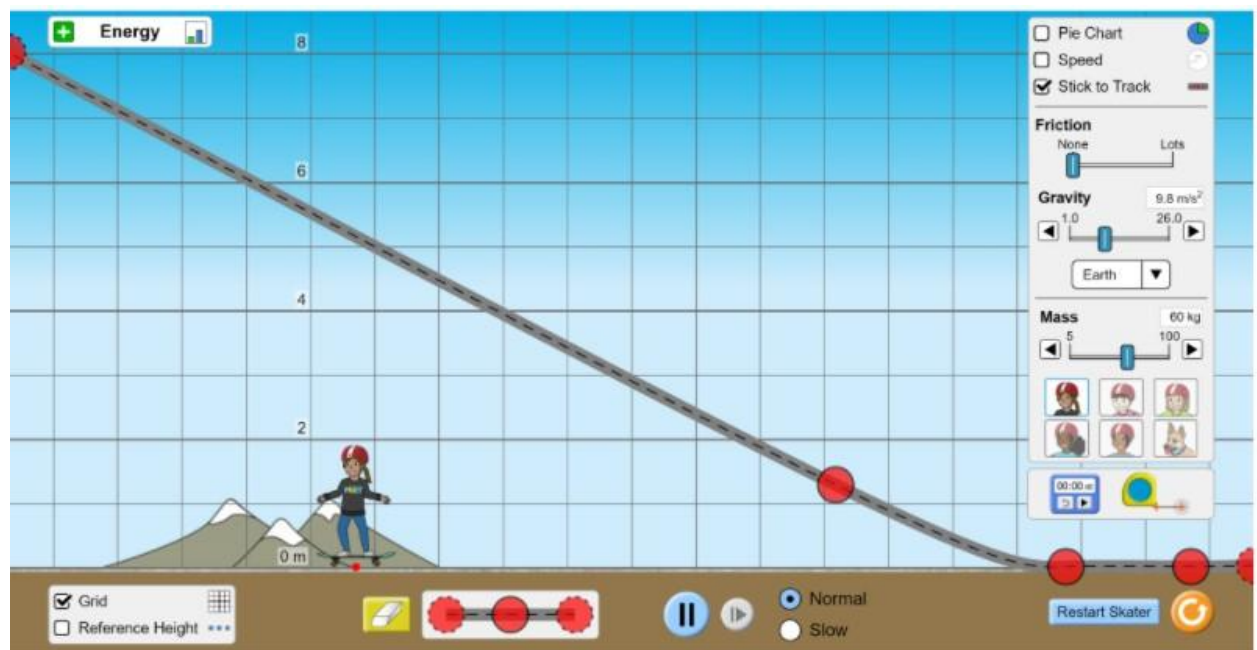 Energy
8
6
4
2
0 m
Pie Chart
Speed
Stick to Track
Friction
None Lots
Gravity 9.8 m/s²
1.0 26.0
Earth
Mass 60 kg
5 100
00:00
Grid
Reference Height
Normal
Slow
Restart Skater